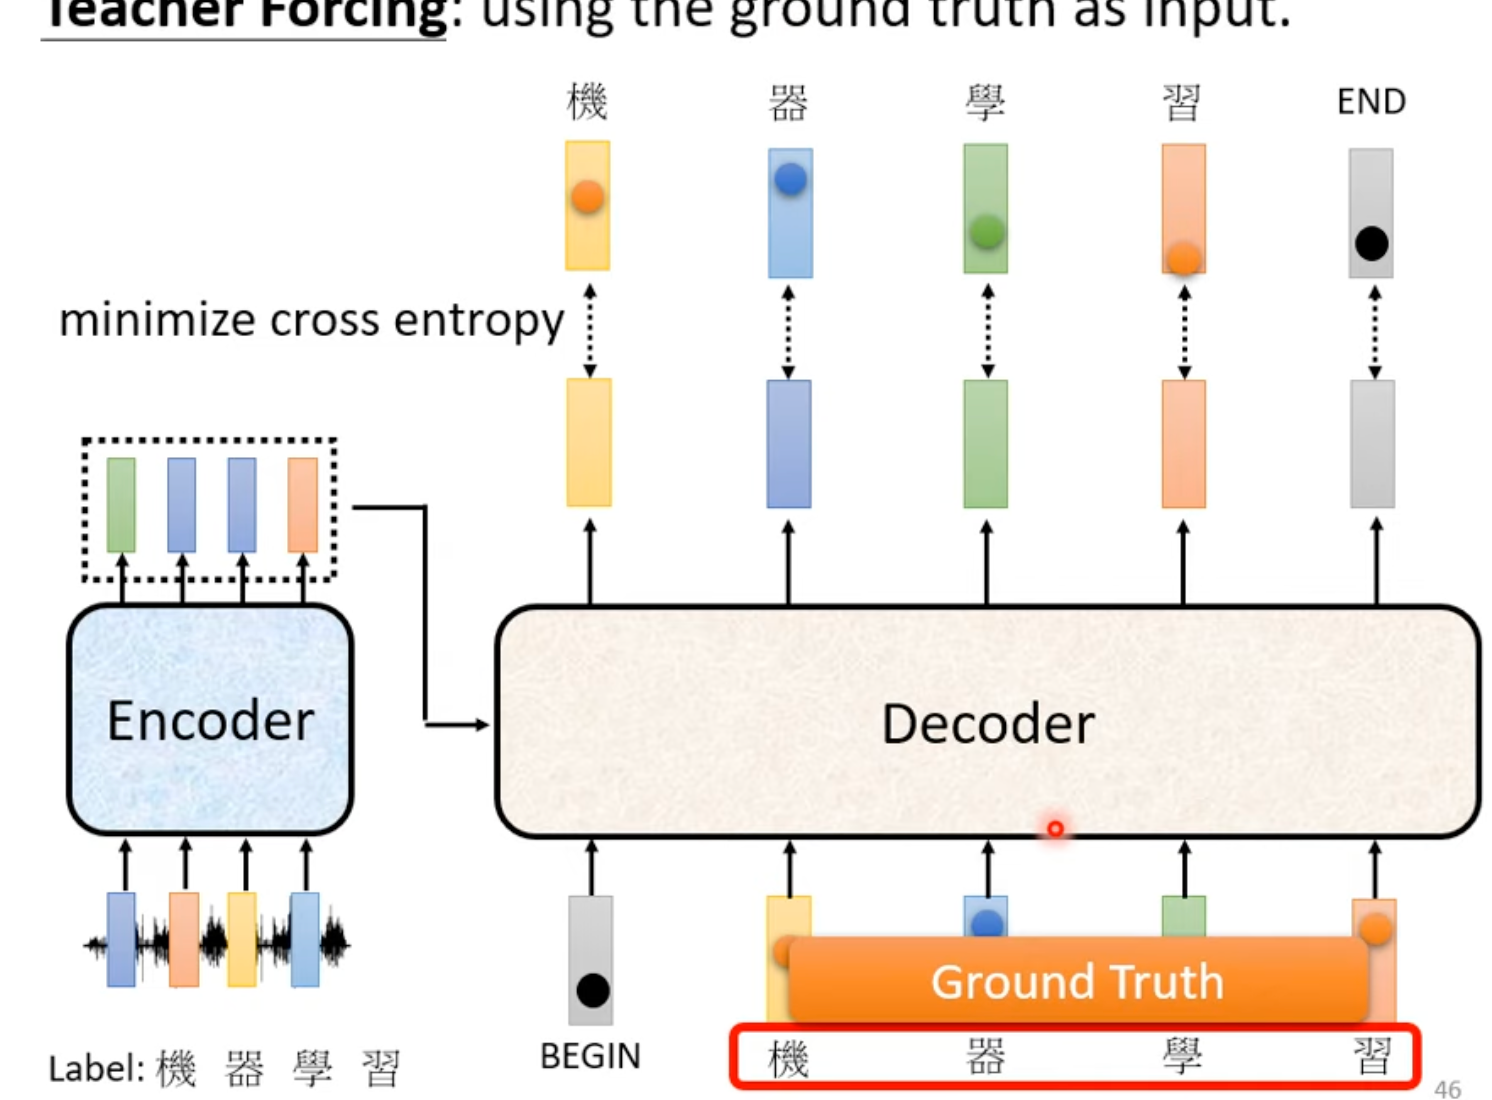 Teacher Forcing: using the ground truth as input.
機 器 學 習 END
minimize cross entropy
Encoder
Decoder
Ground Truth
BEGIN 機 器 學 習
Label: 機 器 學 習
46